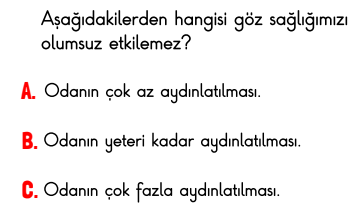 Aşağıdakilerden hangisi göz sağlığımızı
olumsuz etkilemez?
A. Odanın çok az aydınlatılması.
B. Odanın yeteri kadar aydınlatılması.
C. Odanın çok fazla aydınlatılması.